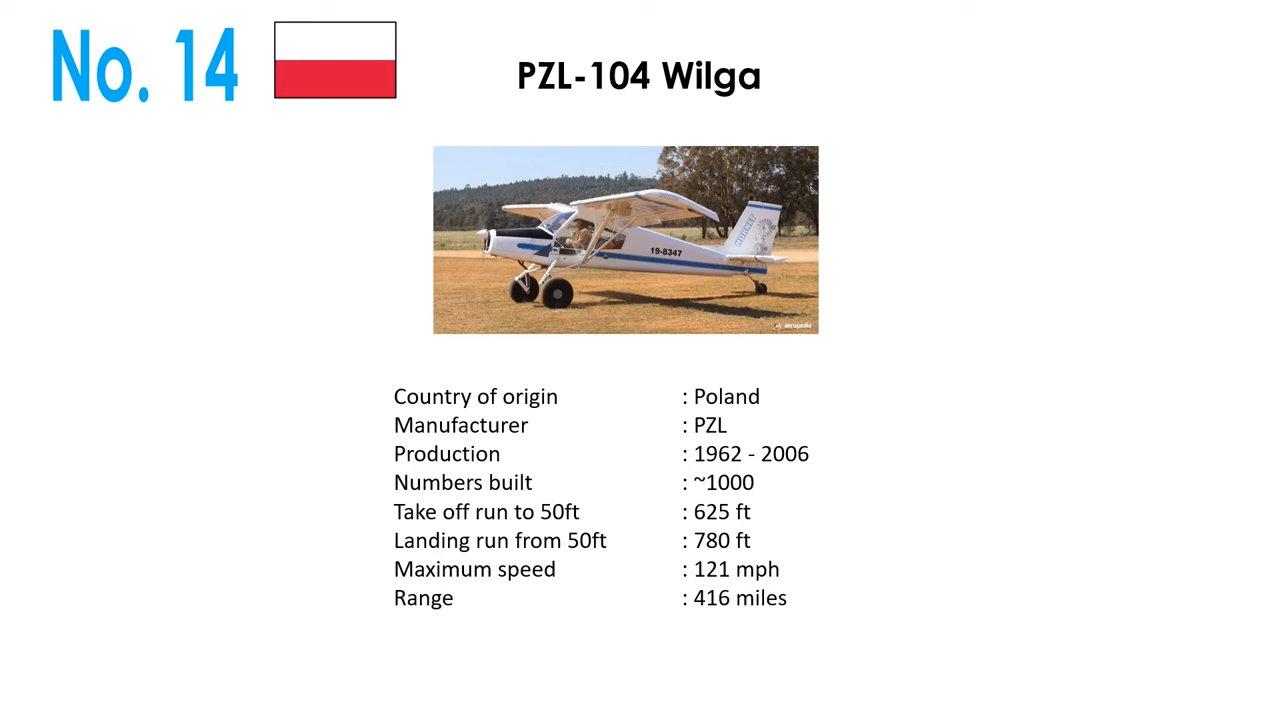 No. 14
PZL-104 Wilga
HORNET
19-8347
aeropedia
Country of origin : Poland
Manufacturer : PZL
Production : 1962 - 2006
Numbers built : ~1000
Take off run to 50ft : 625 ft
Landing run from 50ft : 780 ft
Maximum speed : 121 mph
Range : 416 miles